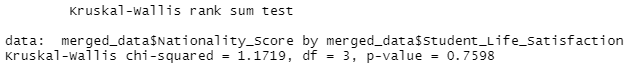 Kruskal-Wallis rank sum test
data:  merged_data$Nationality_Score by merged_data$Student_Life_Satisfaction
Kruskal-Wallis chi-squared = 1.1719, df = 3, p-value = 0.7598